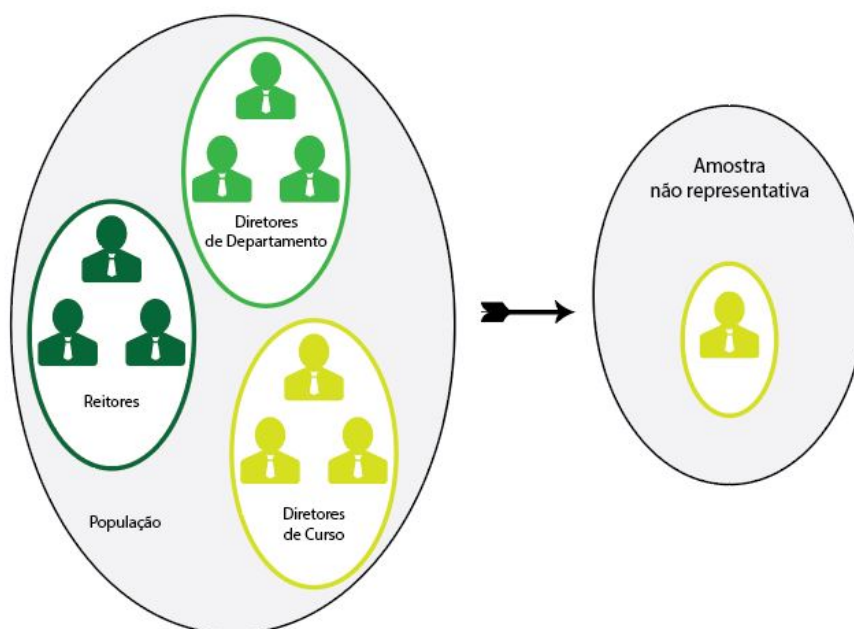 Diretores
de Departamento
Reitores
População
Diretores
de Curso
Amostra
não representativa